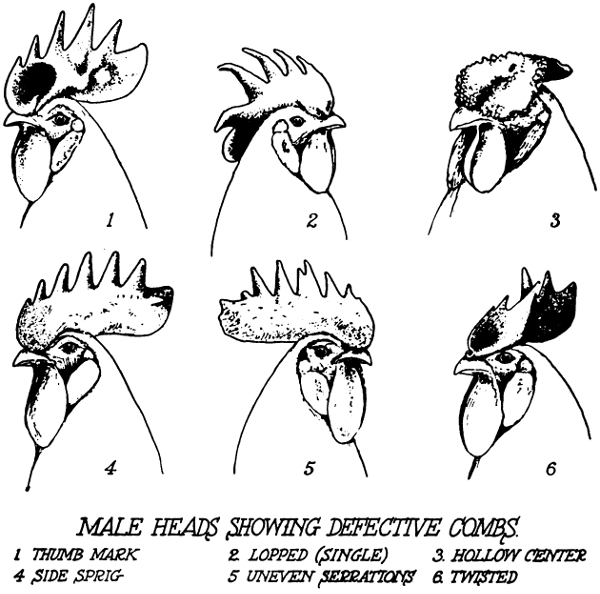 1
2
3
4
5
6
MALE HEADS SHOWING DEFECTIVE COMBS.
1 THUMB MARK 2. LOPPED (SINGLE) 3. HOLLOW CENTER
4 SIDE SPRIG 5 UNEVEN SERRATIONS 6. TWISTED